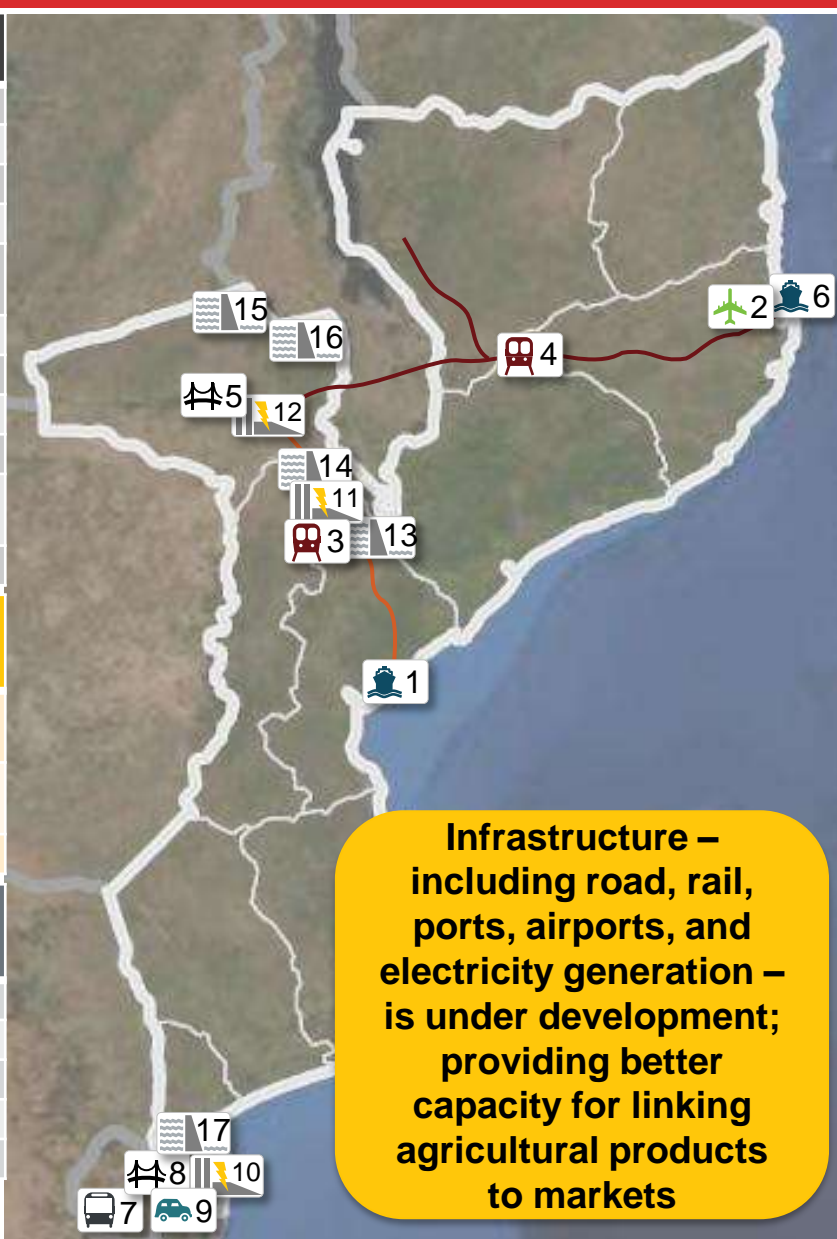 6
2
15
16
4
5
12
14
11
3
13
1
Infrastructure –
including road, rail,
ports, airports, and
electricity generation –
is under development;
providing better
capacity for linking
agricultural products
to markets
17
8
10
7
9